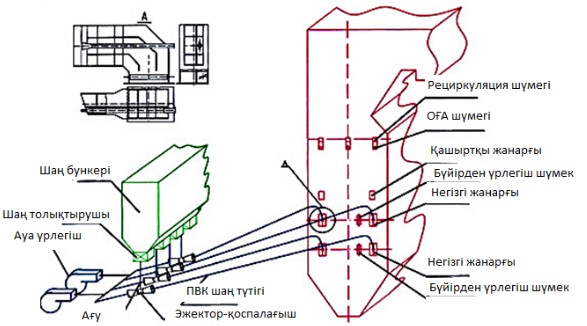 А
Рециркуляция шүмегі
ОҒА шүмегі
Қашыртқы жанарғы
Бүйірден үрлегіш шүмек
Негізгі жанарғы
А
Шаң бункері
Шаң толықтырушы
Ауа үрлегіш
Ағу
ПВК шаң түтігі
Эжектор-қоспалағыш
Негізгі жанарғы
Бүйірден үрлегіш шүмек